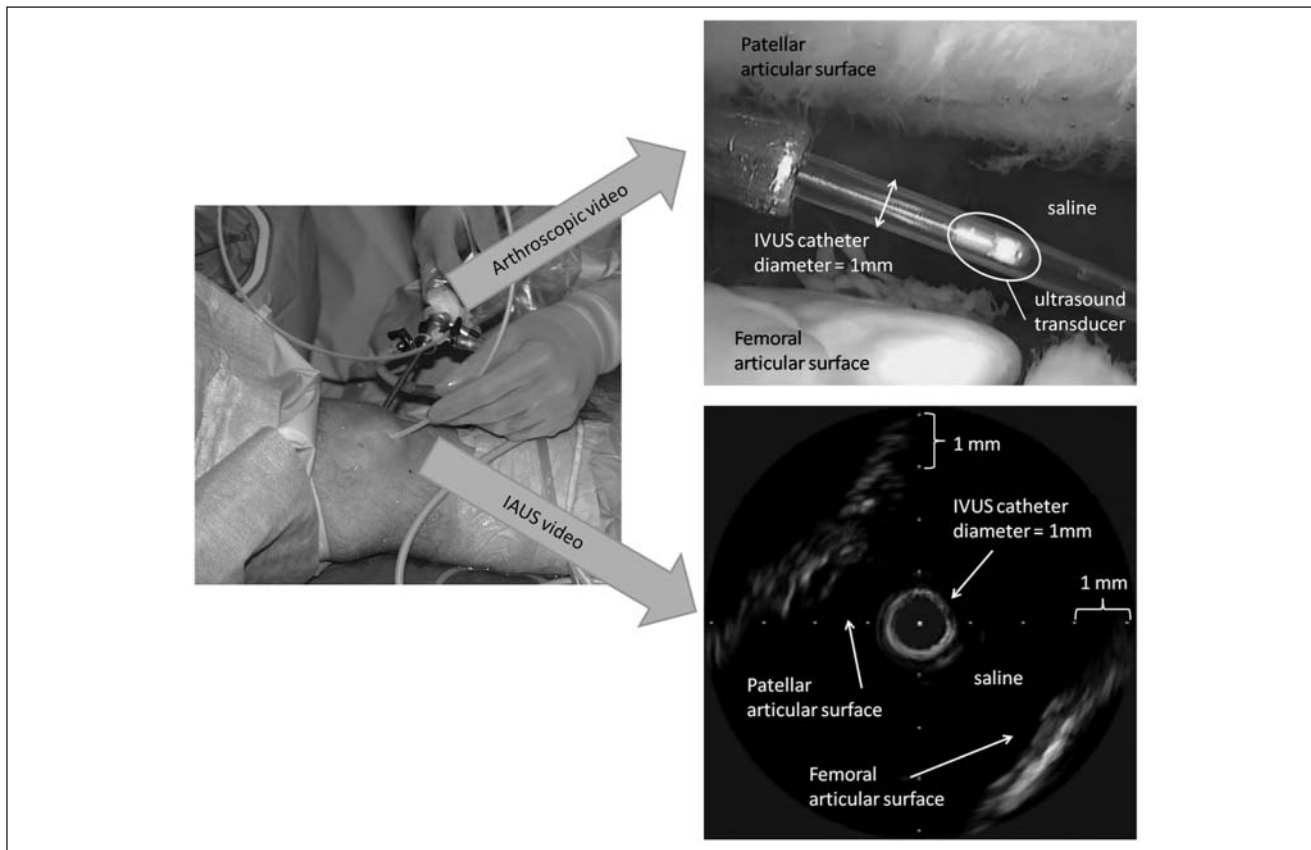 Arthroscopic video
IAUS video
Patellar
articular surface
saline
IVUS catheter
diameter = 1mm
ultrasound
transducer
Femoral
articular surface
1 mm
IVUS catheter
diameter = 1mm
1 mm
saline
Patellar
articular surface
Femoral
articular surface